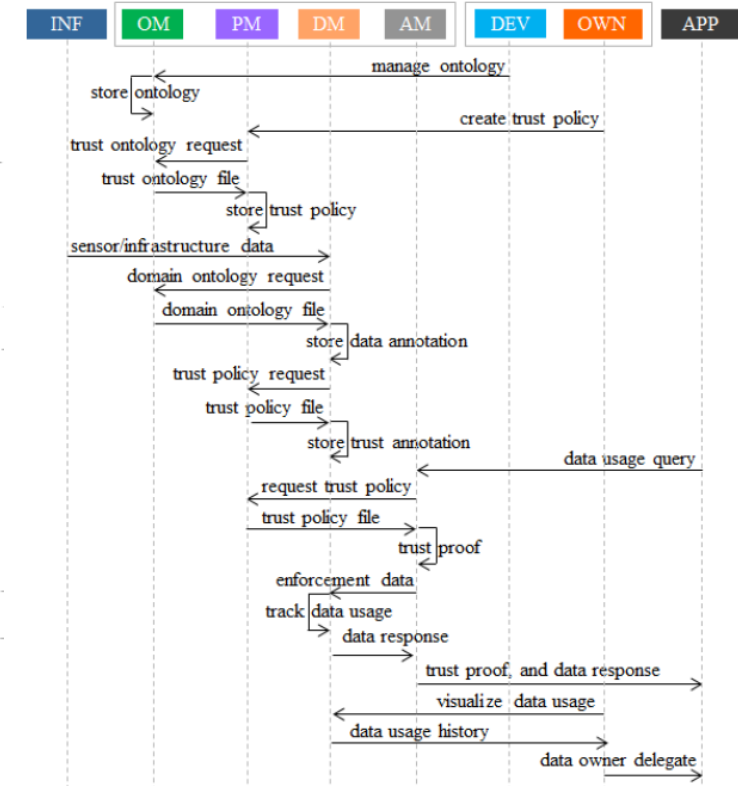 INF OM PM DM AM DEV OWN APP
manage ontology
store ontology
create trust policy
trust ontology request
trust ontology file
store trust policy
sensor/infrastructure data
domain ontology request
domain ontology file
store data annotation
trust policy request
trust policy file
store trust annotation
data usage query
request trust policy
trust policy file
trust proof
enforcement data
track data usage
data response
trust proof, and data response
visualize data usage
data usage history
data owner delegate